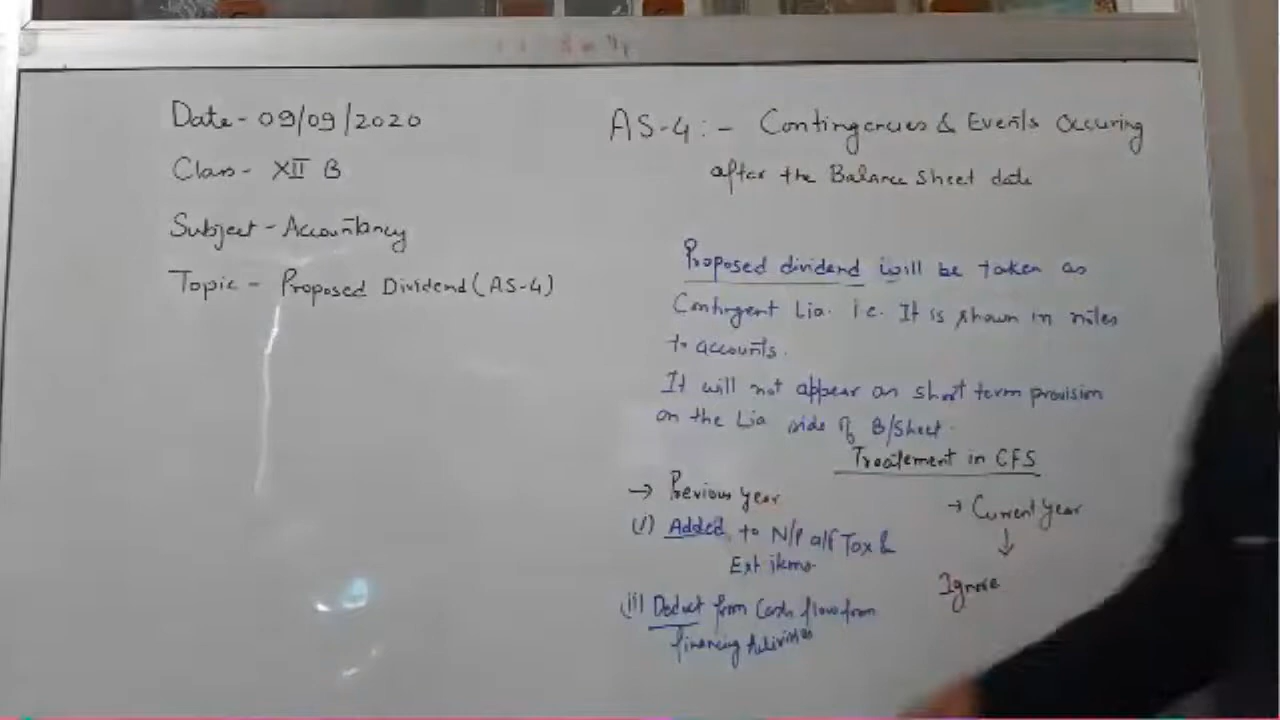 Date - 09/09/2020
Class - XII B
Subject - Accountancy
Topic - Proposed Dividend (AS-4)
AS-4 :- Contingencies & Events Occuring
after the Balance Sheet date
Proposed dividend will be taken as
Contingent Lia. i.e. It is shown in notes
to accounts.
It will not appear as short term provision
on the Lia side of B/Sheet.
Treatement in CFS
→ Previous year
(i) Added to N/P a/f Tax &
Ext items
(ii) Deduct from Cash flow from
financing Activities
→ Current Year
↓
Ignore